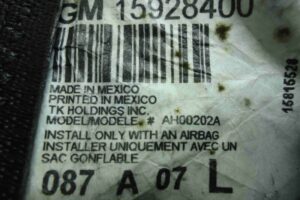 GM 15928400
MADE IN MEXICO
PRINTED IN MEXICO
TK HOLDINGS INC.
MODEL/MODELE # AH00202A
INSTALL ONLY WITH AN AIRBAG
INSTALLER UNIQUEMENT AVEC UN
SAC GONFLABLE
087 A 07 L
15815528